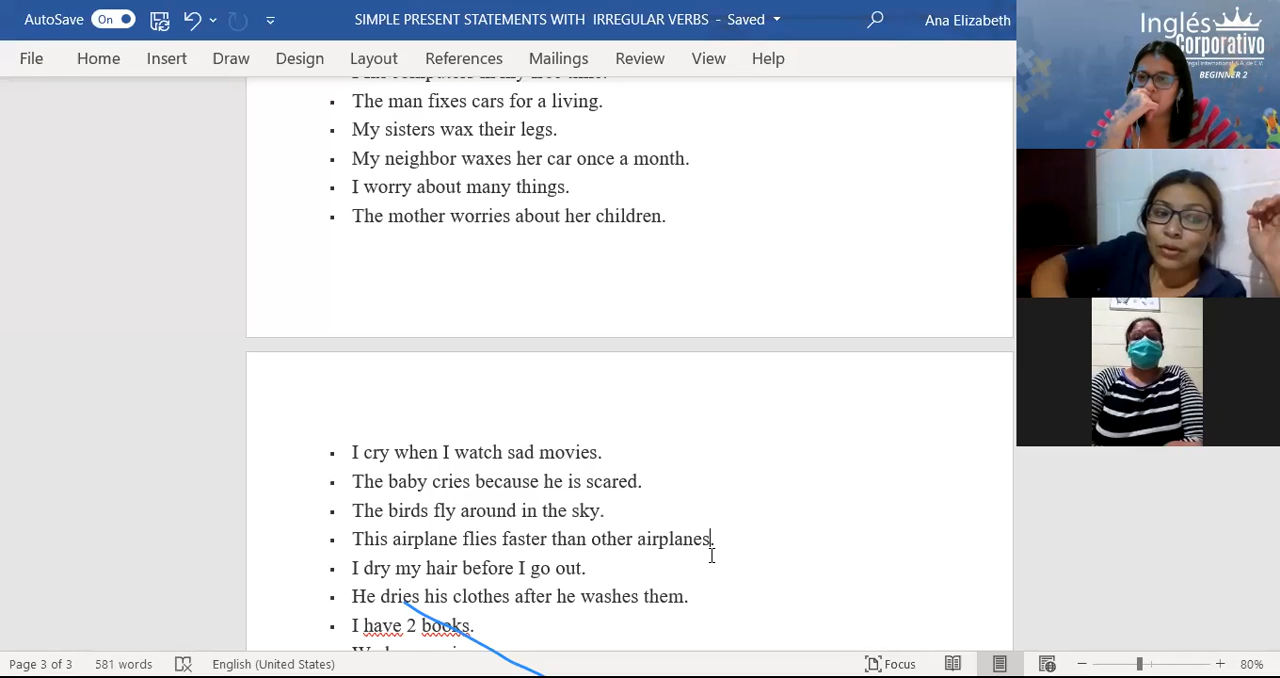 AutoSave On SIMPLE PRESENT STATEMENTS WITH IRREGULAR VERBS - Saved Ana Elizabeth
File Home Insert Draw Design Layout References Mailings Review View Help
Inglés
Corporativo
BEGINNER 2
The man fixes cars for a living.
My sisters wax their legs.
My neighbor waxes her car once a month.
I worry about many things.
The mother worries about her children.
I cry when I watch sad movies.
The baby cries because he is scared.
The birds fly around in the sky.
This airplane flies faster than other airplanes.
I dry my hair before I go out.
He dries his clothes after he washes them.
I have 2 books.
Page 3 of 3 581 words English (United States) Focus 80%